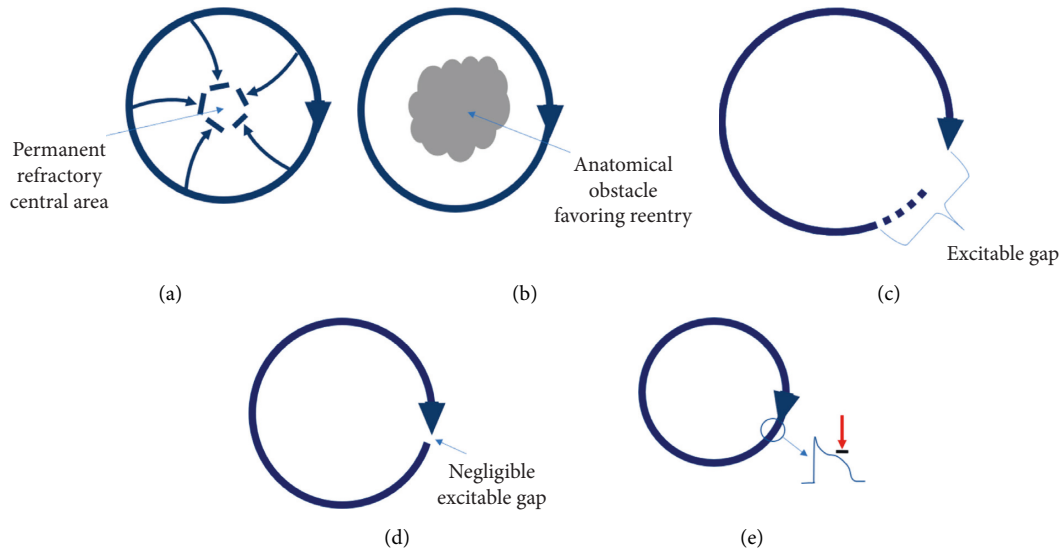 Permanent
refractory
central area
Anatomical
obstacle
favoring reentry
Excitable gap
(a)
(b)
(c)
Negligible
excitable gap
(d)
(e)